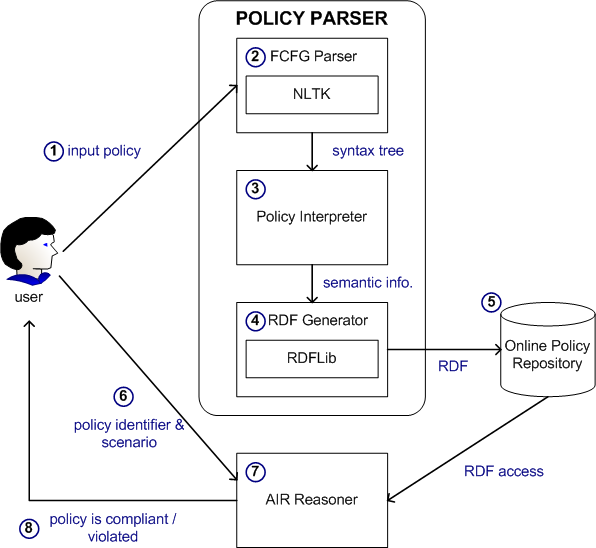 POLICY PARSER
2 FCFG Parser
NLTK
1 input policy
syntax tree
3
Policy Interpreter
semantic info.
user
4 RDF Generator
RDFLib
5
Online Policy
Repository
RDF
6
policy identifier &
scenario
RDF access
7
AIR Reasoner
8 policy is compliant /
violated